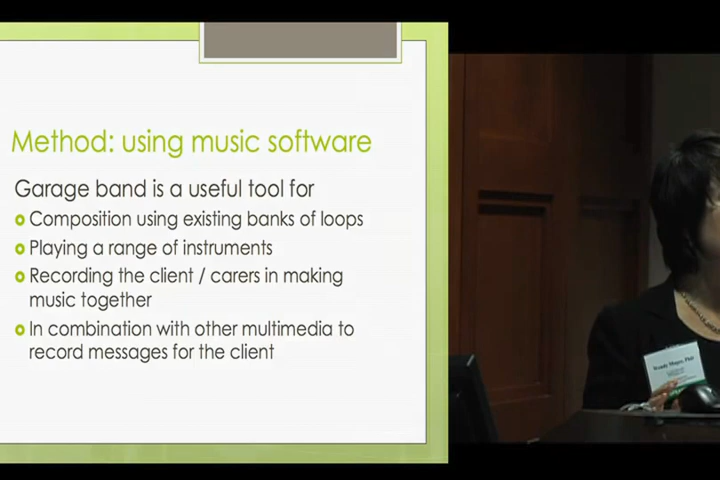 Method: using music software
Garage band is a useful tool for
Composition using existing banks of loops
Playing a range of instruments
Recording the client / carers in making
music together
In combination with other multimedia to
record messages for the client